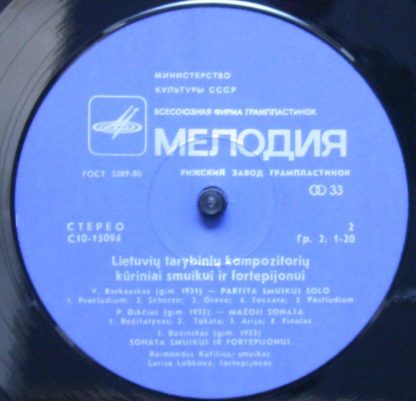 МИНИСТЕРСТВО
КУЛЬТУРЫ СССР
ВСЕСОЮЗНАЯ ФИРМА ГРАМПЛАСТИНОК
МЕЛОДИЯ
ГОСТ 5289-80
РИЖСКИЙ ЗАВОД ГРАМПЛАСТИНОК
33
СТЕРЕО
2
С10-15094
Гр. 2. 1-20
Lietuvių tarybinių kompozitorių
kūriniai smuikui ir fortepijonui
V. Barkauskas (gim. 1931) — PARTITA SMUIKUI SOLO
1. Praeludium; 2. Scherzo; 3. Grave; 4. Toccata; 5. Postludium
P. Dikčius (gim. 1933) — MAŽOJI SONATA
1. Rečitatyvas; 2. Tokata; 3. Arija; 4. Finalas
F. Bajoras (gim. 1934)
SONATA SMUIKUI IR FORTEPIJONUI
Raimondas Katilius, smuikas
Larisa Lobkova, fortepijonas